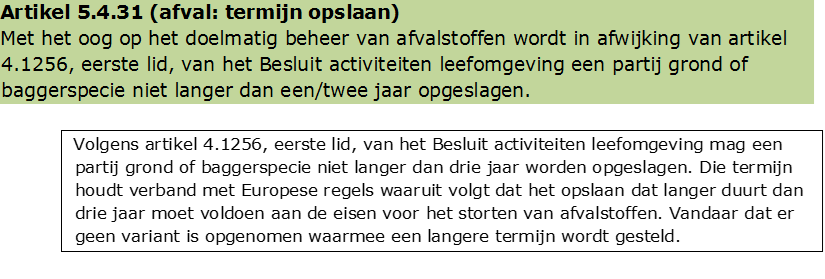 Artikel 5.4.31 (afval: termijn opslaan)
Met het oog op het doelmatig beheer van afvalstoffen wordt in afwijking van artikel
4.1256, eerste lid, van het Besluit activiteiten leefomgeving een partij grond of
baggerspecie niet langer dan een/twee jaar opgeslagen.
Volgens artikel 4.1256, eerste lid, van het Besluit activiteiten leefomgeving mag een
partij grond of baggerspecie niet langer dan drie jaar worden opgeslagen. Die termijn
houdt verband met Europese regels waaruit volgt dat het opslaan dat langer duurt dan
drie jaar moet voldoen aan de eisen voor het storten van afvalstoffen. Vandaar dat er
geen variant is opgenomen waarmee een langere termijn wordt gesteld.